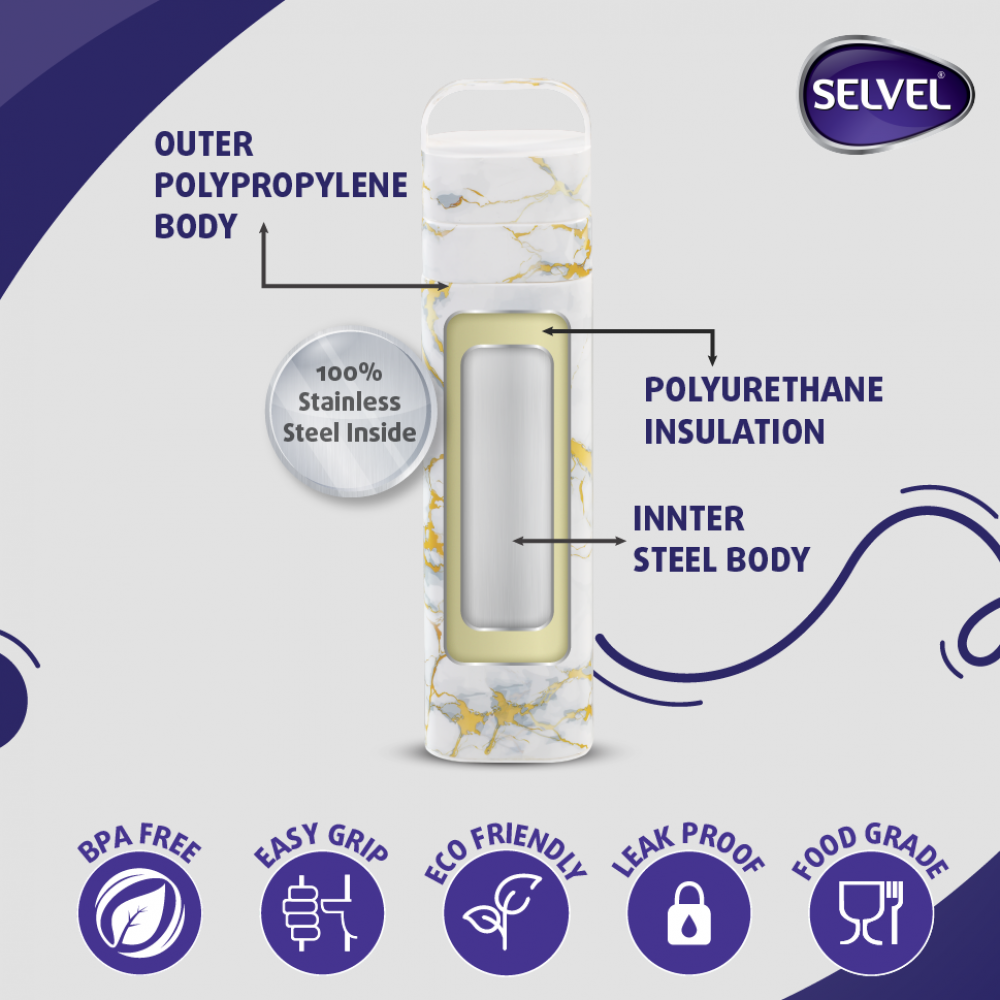 SELVEL®
OUTER
POLYPROPYLENE
BODY
100%
Stainless
Steel Inside
POLYURETHANE
INSULATION
INNTER
STEEL BODY
BPA FREE
EASY GRIP
ECO FRIENDLY
LEAK PROOF
FOOD GRADE